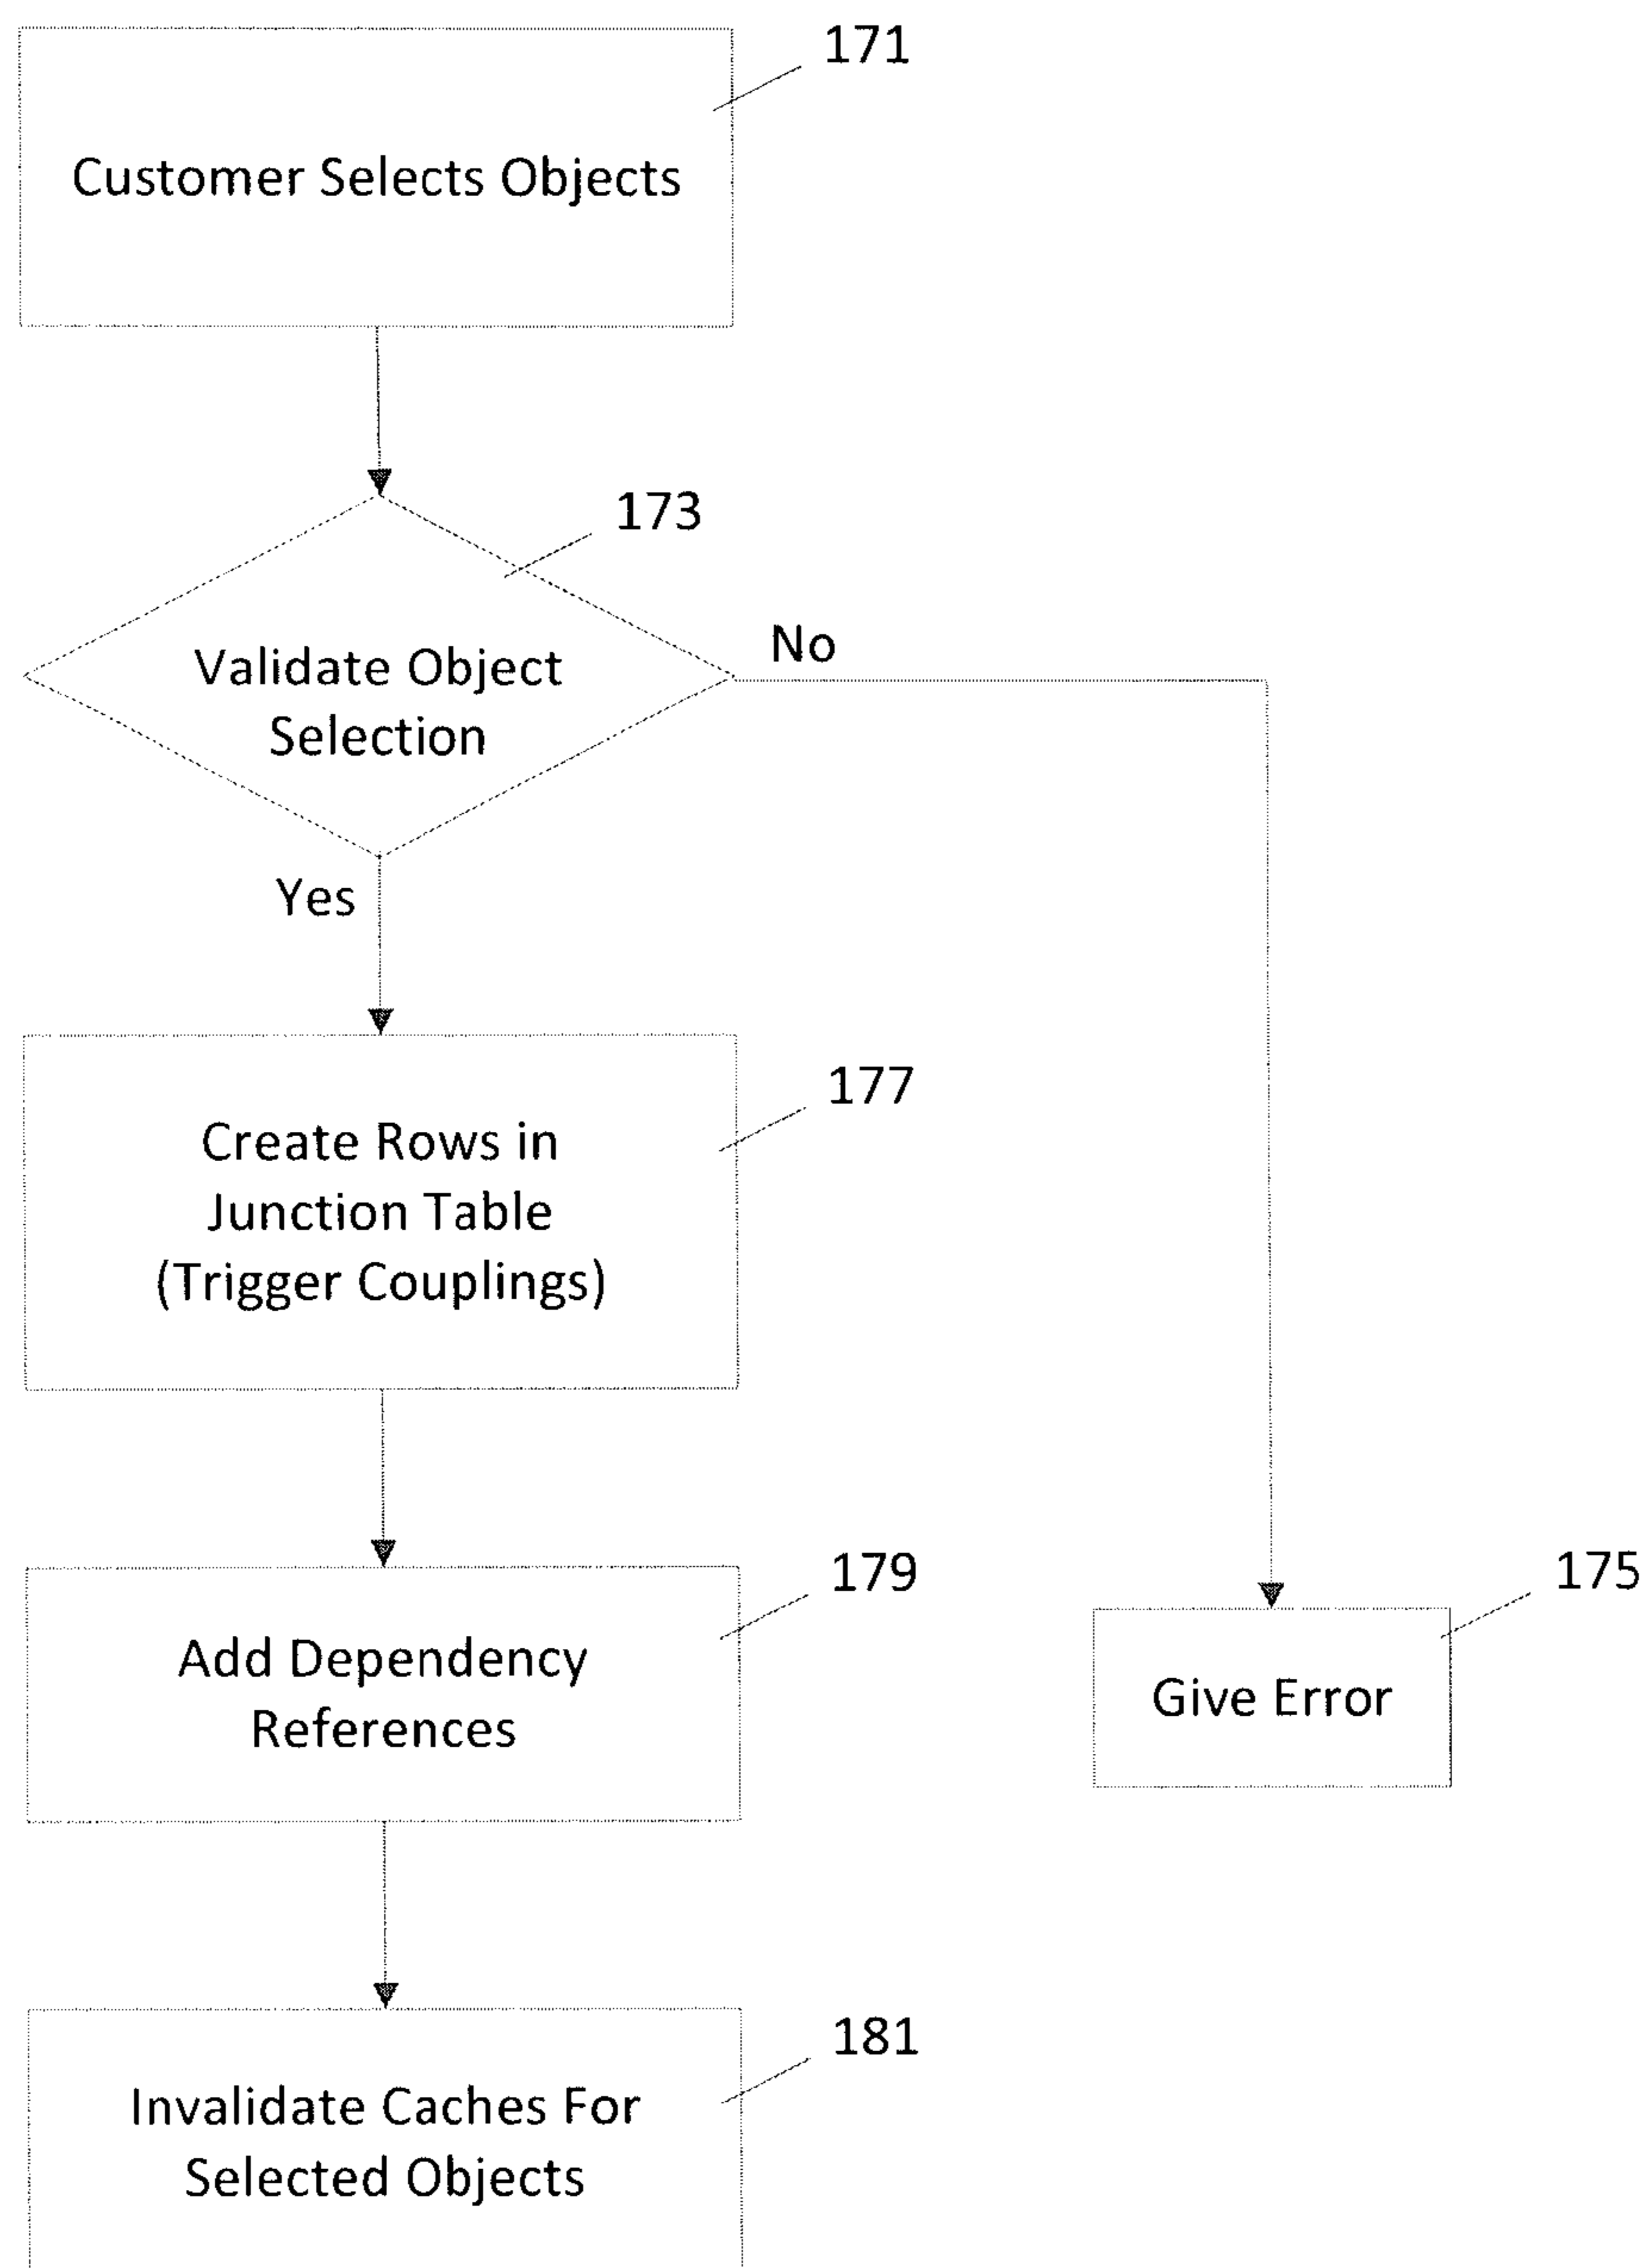 171
Customer Selects Objects
173
No
Validate Object
Selection
Yes
177
Create Rows in
Junction Table
(Trigger Couplings)
179
175
Add Dependency
References
Give Error
181
Invalidate Caches For
Selected Objects